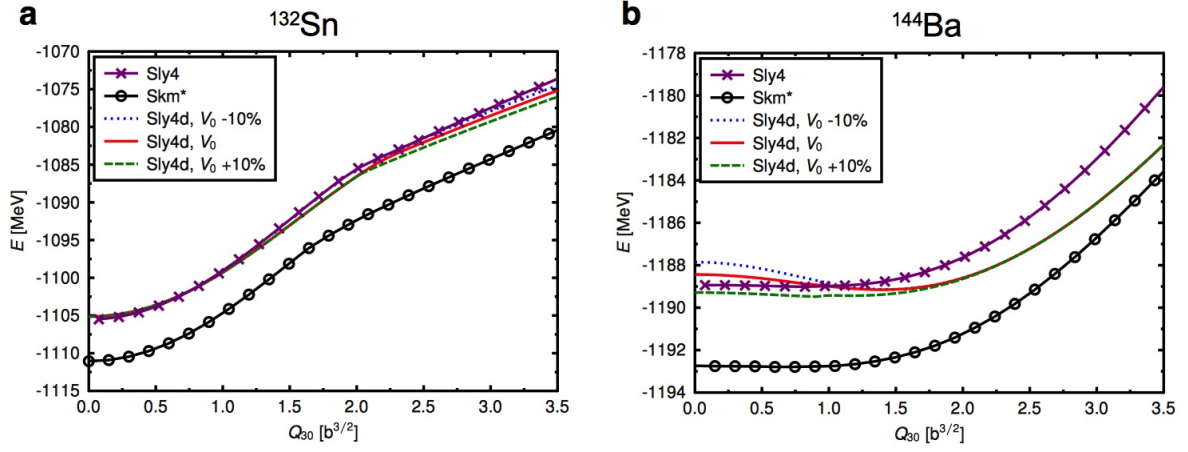 a
¹³²Sn
-1070
-1075
-1080
-1085
-1090
-1095
-1100
-1105
-1110
-1115
E [MeV]
Sly4
Skm*
Sly4d, V₀ -10%
Sly4d, V₀
Sly4d, V₀ +10%
0.0 0.5 1.0 1.5 2.0 2.5 3.0 3.5
Q₃₀ [b³/²]
b
¹⁴⁴Ba
-1178
-1180
-1182
-1184
-1186
-1188
-1190
-1192
-1194
E [MeV]
Sly4
Skm*
Sly4d, V₀ -10%
Sly4d, V₀
Sly4d, V₀ +10%
0.0 0.5 1.0 1.5 2.0 2.5 3.0 3.5
Q₃₀ [b³/²]